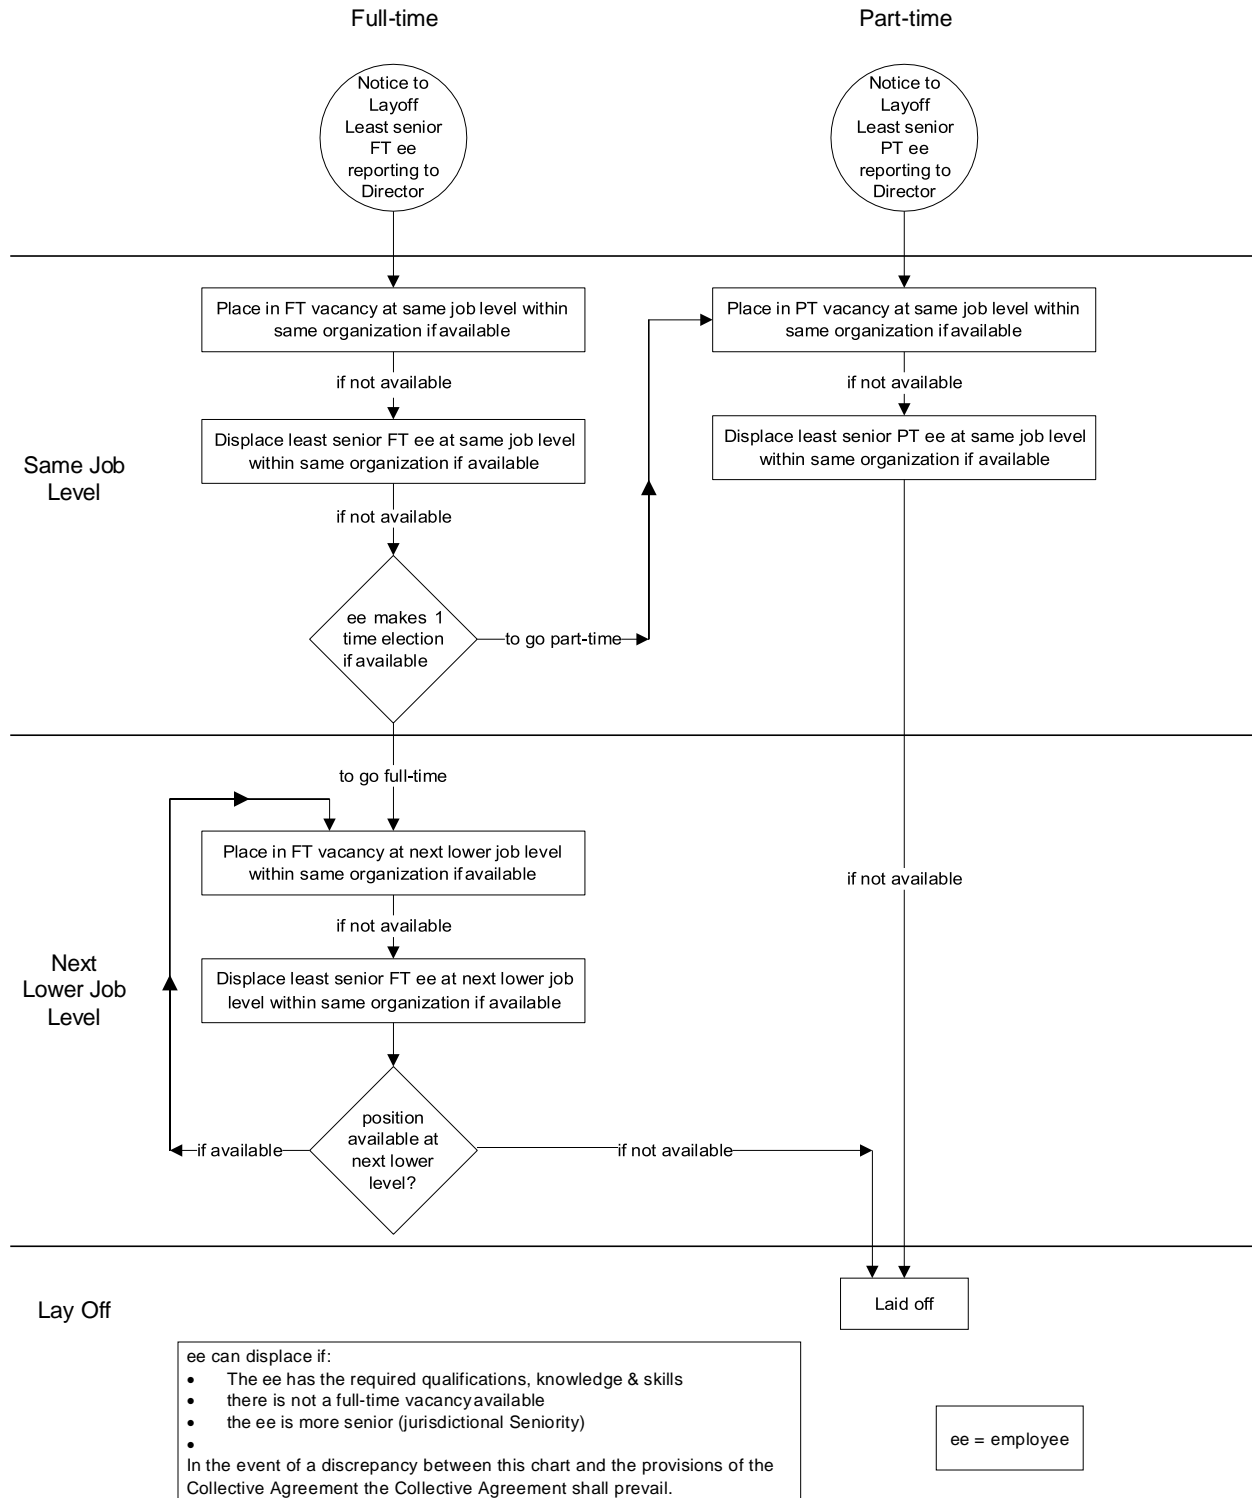 Full-time
Part-time
Notice to
Layoff
Least senior
FT ee
reporting to
Director
Notice to
Layoff
Least senior
PT ee
reporting to
Director
Place in FT vacancy at same job level within
same organization if available
Place in PT vacancy at same job level within
same organization if available
if not available
if not available
Displace least senior FT ee at same job level
within same organization if available
Displace least senior PT ee at same job level
within same organization if available
Same Job
Level
if not available
ee makes 1
time election
if available
to go part-time
to go full-time
Place in FT vacancy at next lower job level
within same organization if available
if not available
if not available
Next
Lower Job
Level
Displace least senior FT ee at next lower job
level within same organization if available
position
available at
next lower
level?
if available
if not available
Lay Off
Laid off
ee can displace if:
• The ee has the required qualifications, knowledge & skills
• there is not a full-time vacancy available
• the ee is more senior (jurisdictional Seniority)
•
In the event of a discrepancy between this chart and the provisions of the
Collective Agreement the Collective Agreement shall prevail.
ee = employee